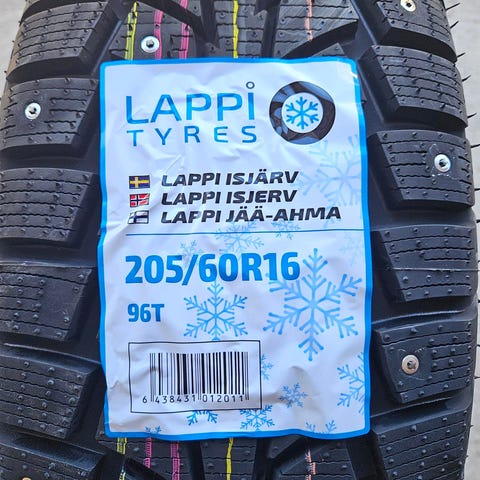 LAPPI
TYRES
LAPPI ISJÄRV
LAPPI ISJERV
LAPPI JÄÄ-AHMA
205/60R16
96T
6 438431 012011